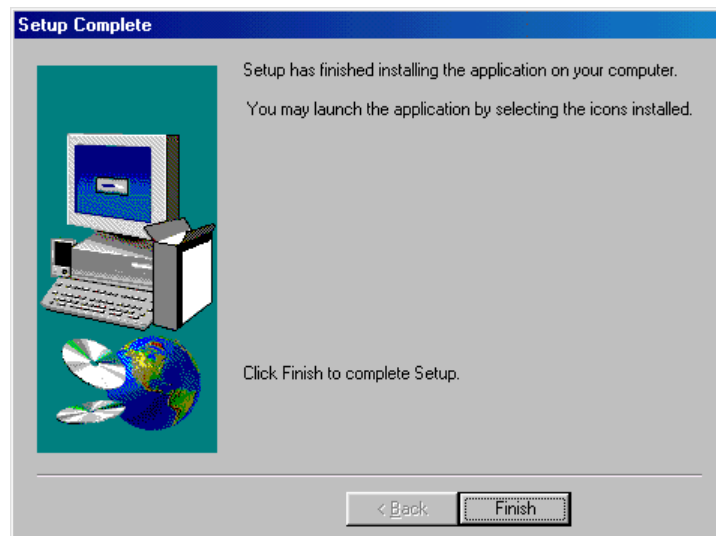 Setup Complete
Setup has finished installing the application on your computer.
You may launch the application by selecting the icons installed.
Click Finish to complete Setup.
< Back
Finish